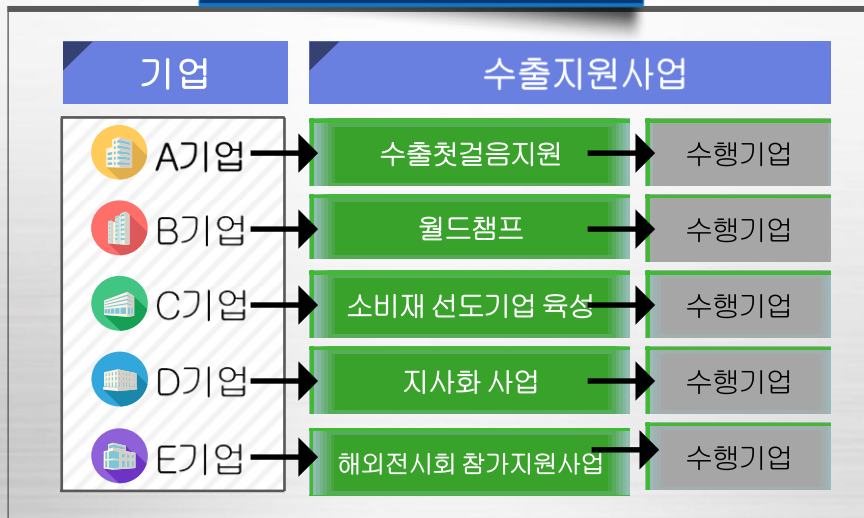 기업
수출지원사업
A기업
수출첫걸음지원
수행기업
B기업
월드챔프
수행기업
C기업
소비재 선도기업 육성
수행기업
D기업
지사화 사업
수행기업
E기업
해외전시회 참가지원사업
수행기업